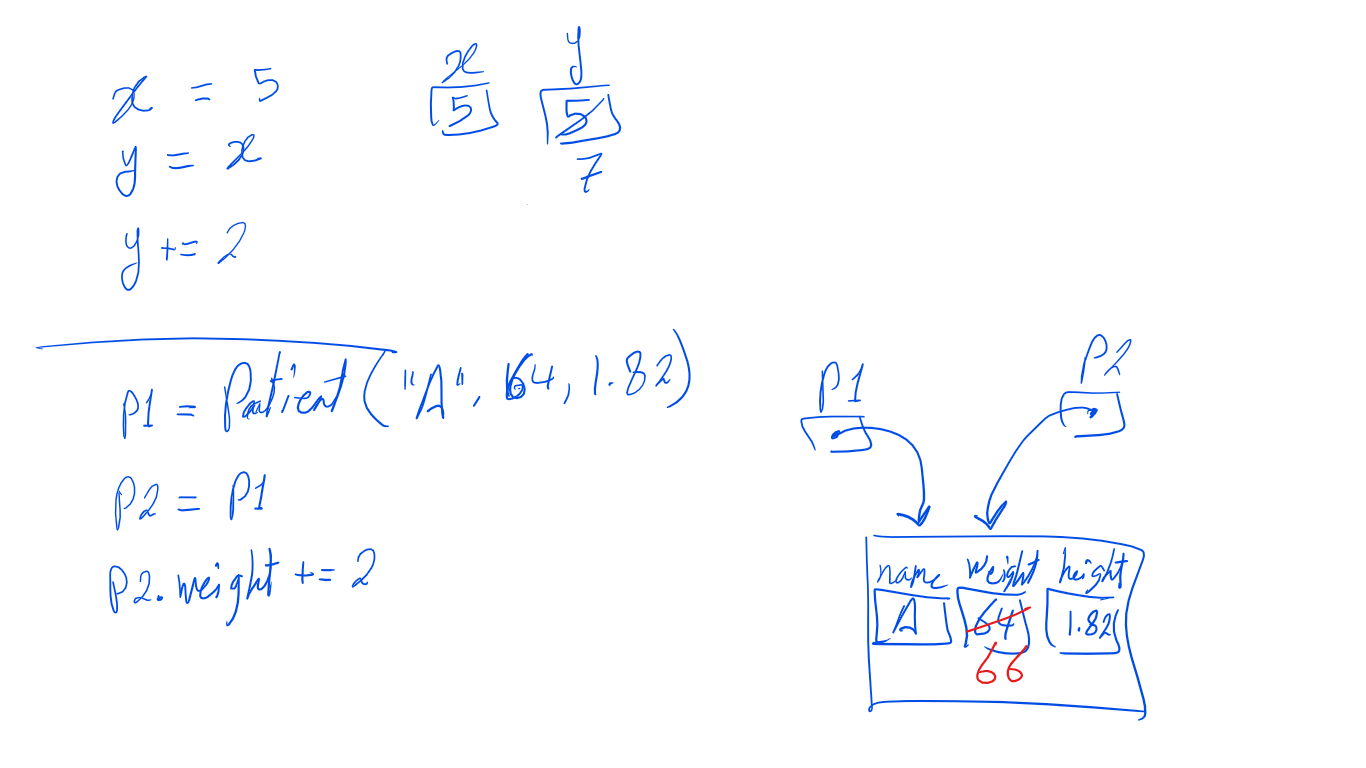 x = 5
y = x
y += 2
x y
5 5
7
P1 = Patient ("A", 64, 1.82)
P2 = P1
P2.weight += 2
P1 P2
name weight height
A 64 1.82
66